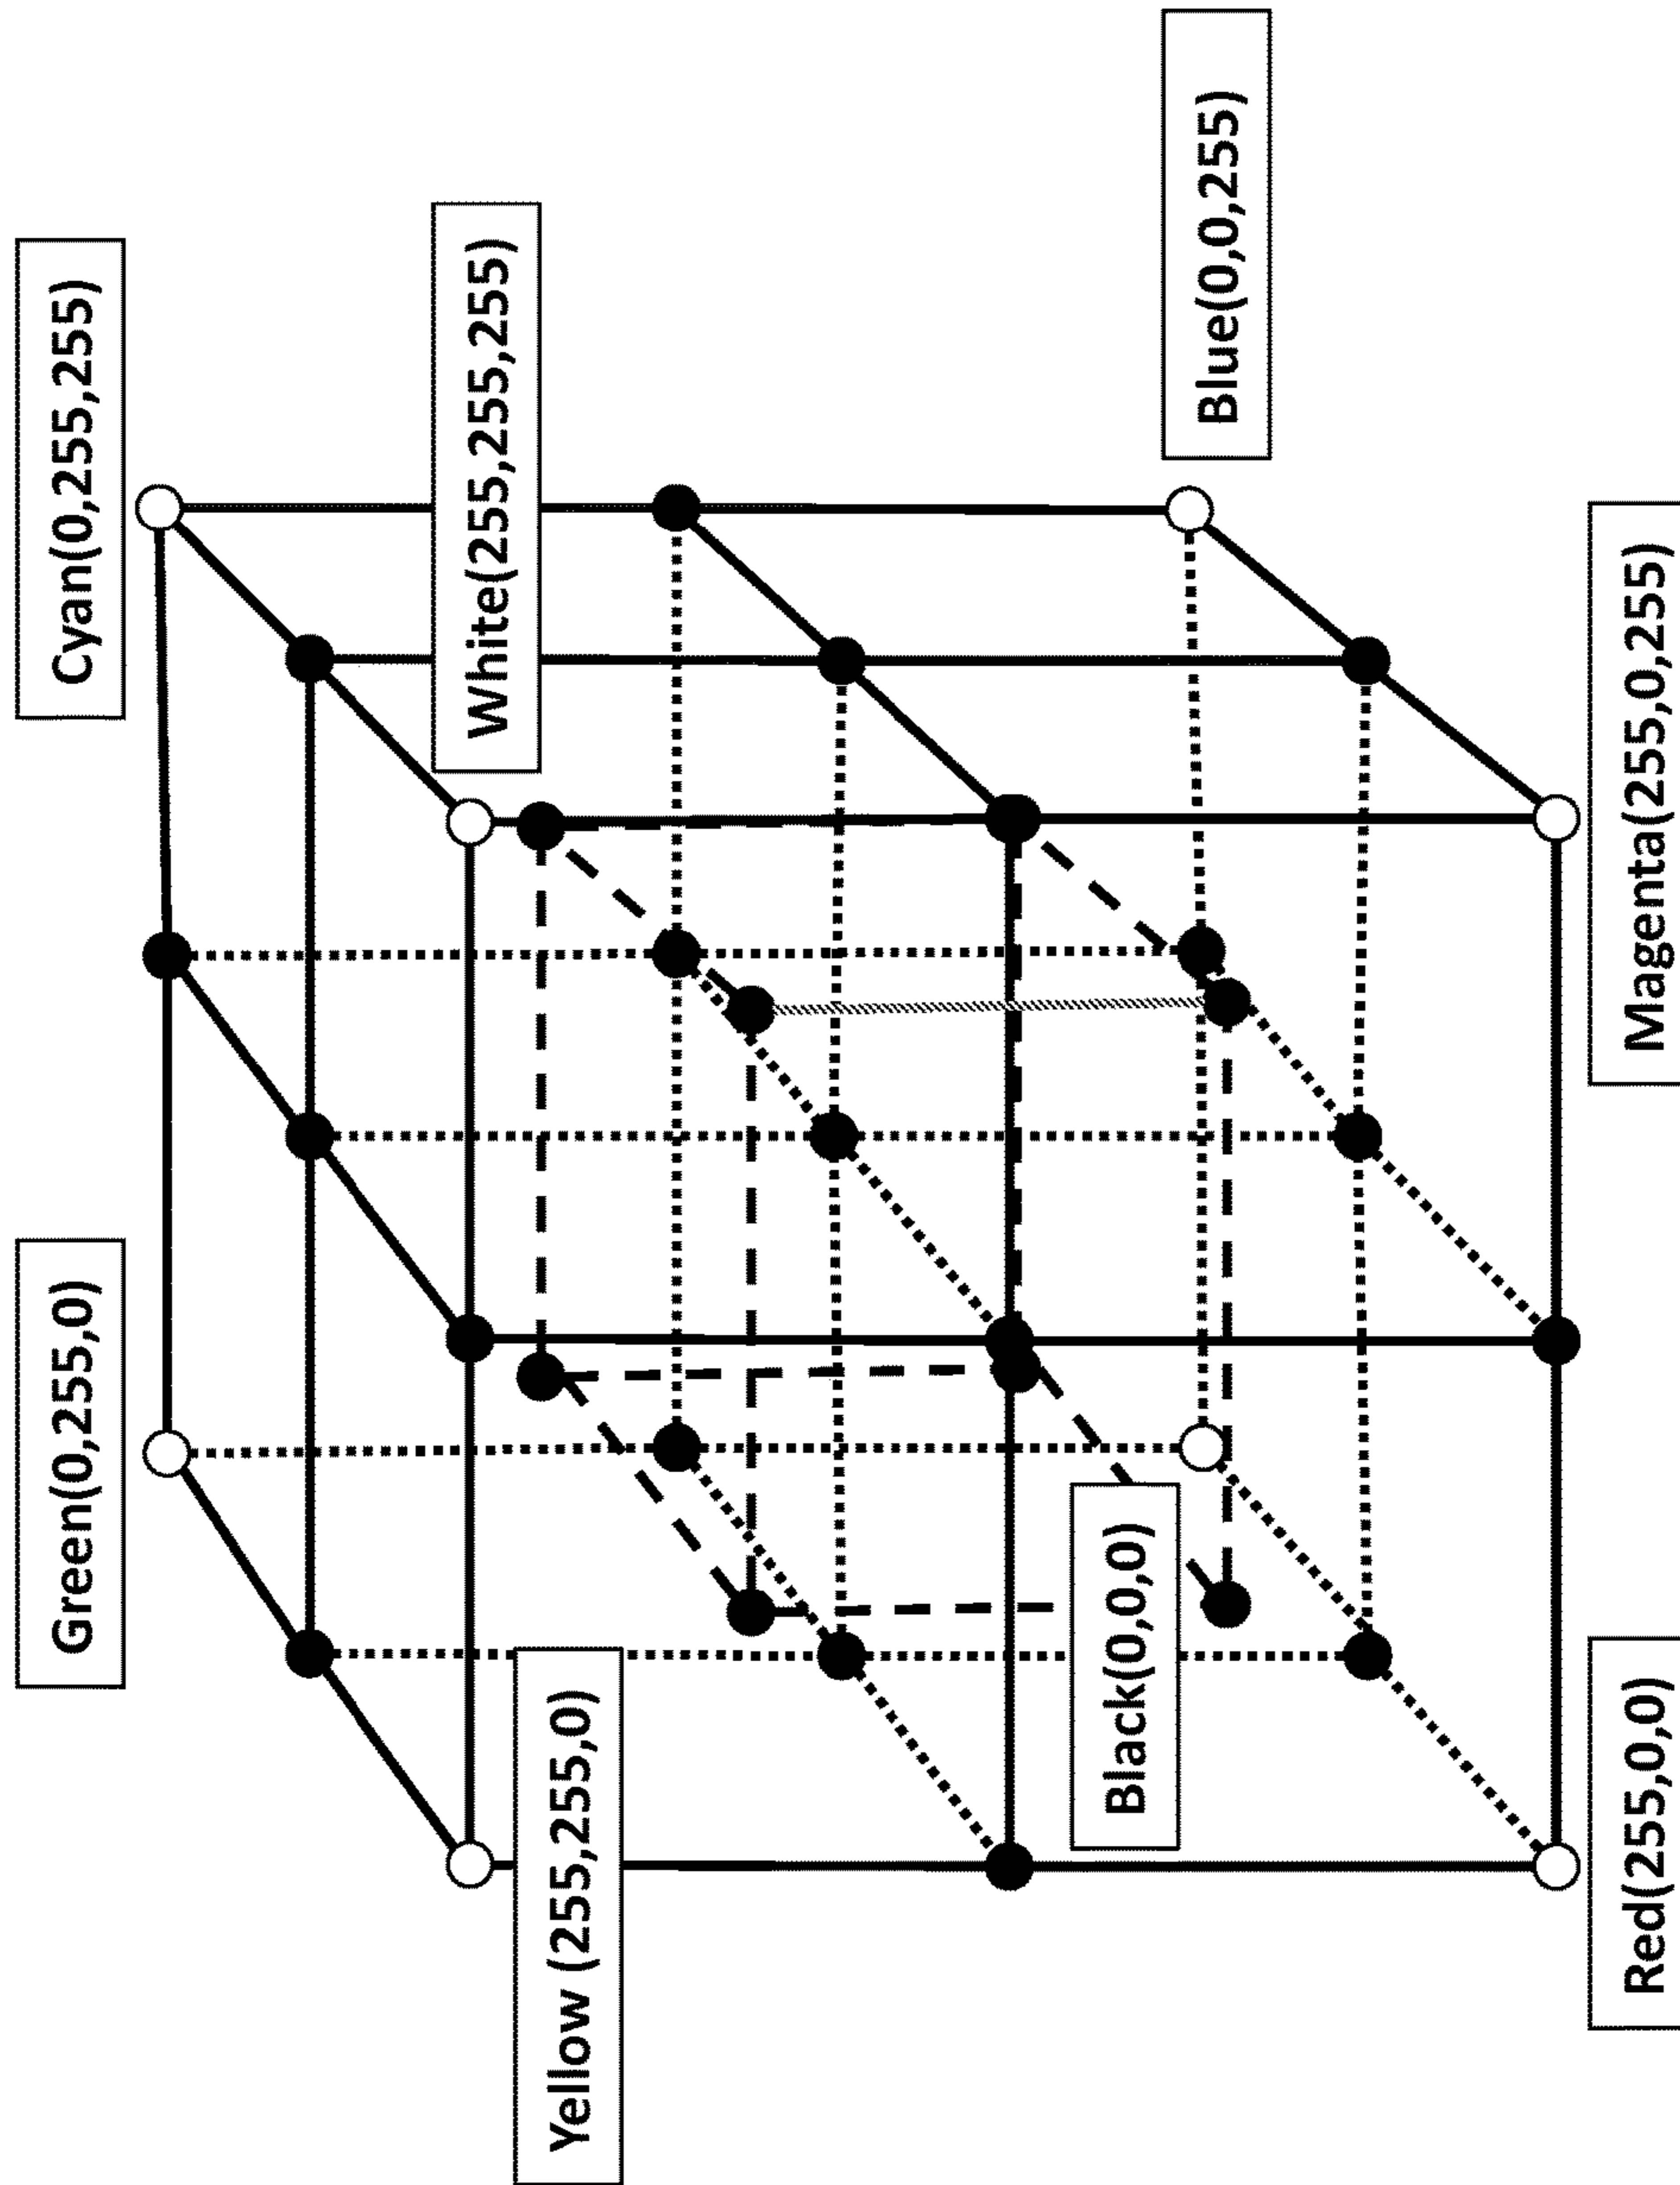 Green(0,255,0)
Cyan(0,255,255)
White(255,255,255)
Yellow (255,255,0)
Black(0,0,0)
Blue(0,0,255)
Red(255,0,0)
Magenta(255,0,255)